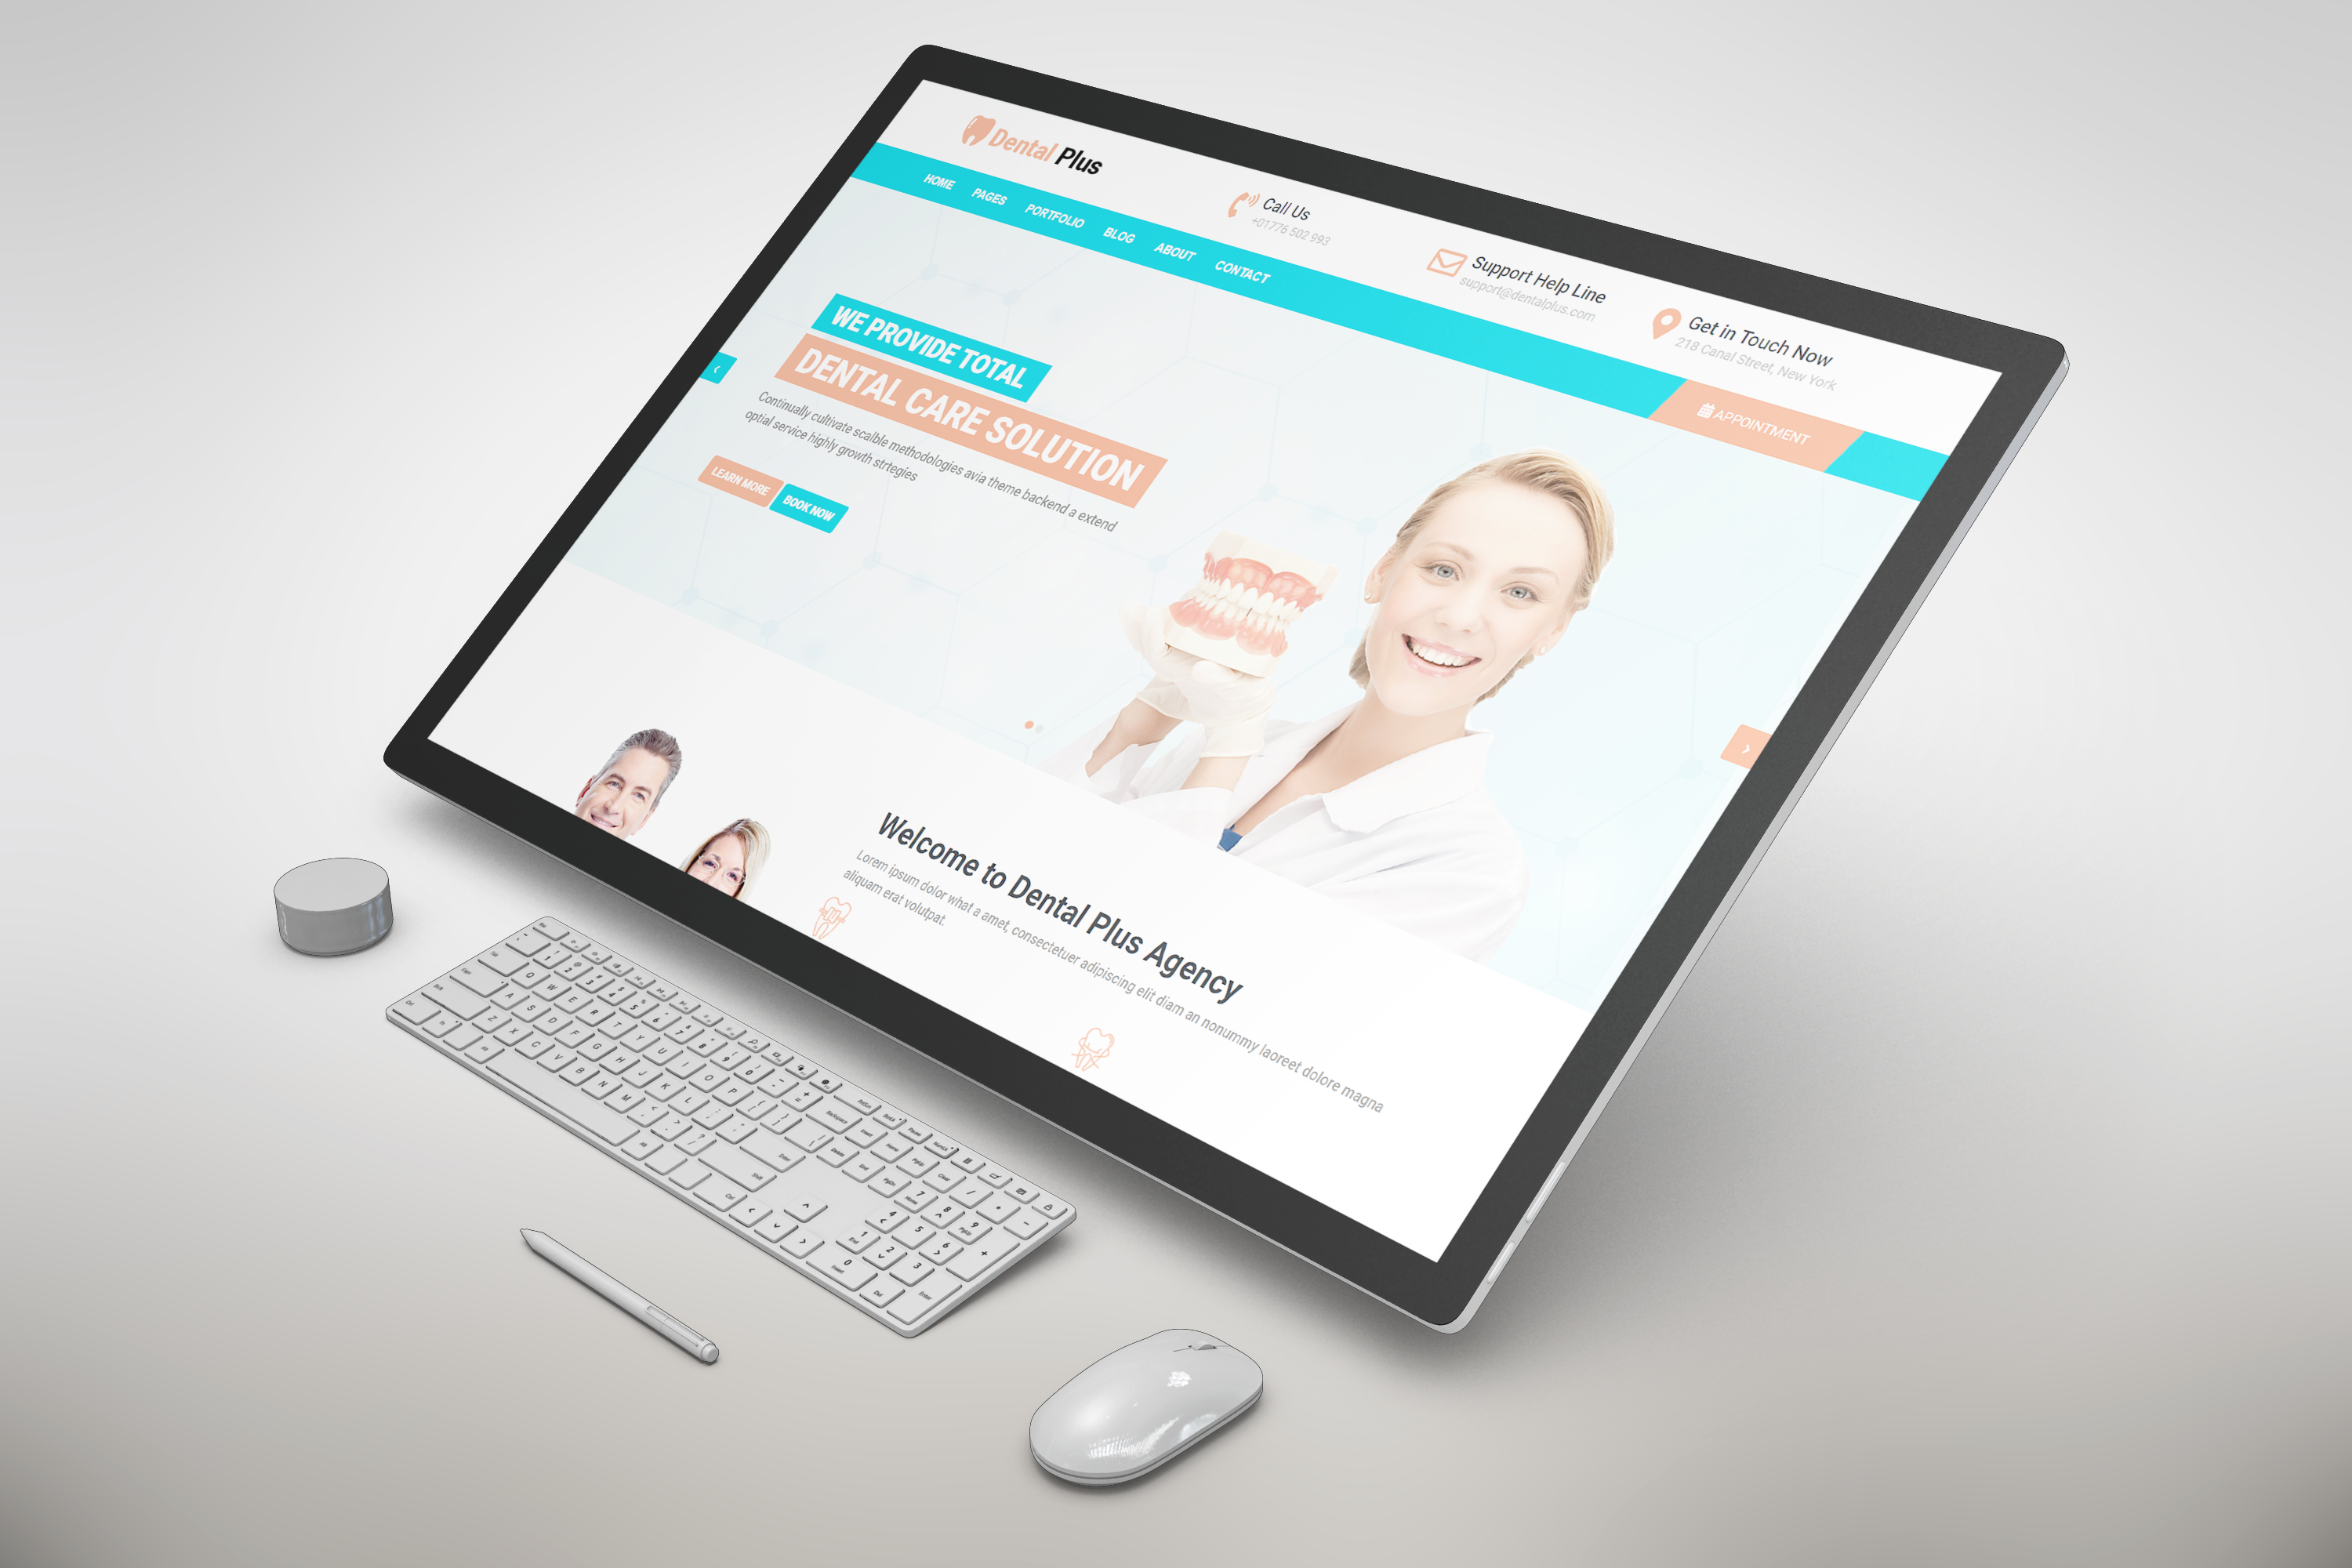 Dental Plus
Call Us
+01776 502 993
Support Help Line
support@dentalplus.com
Get in Touch Now
218 Canal Street, New York
HOME PAGES PORTFOLIO BLOG ABOUT CONTACT
APPOINTMENT
WE PROVIDE TOTAL
DENTAL CARE SOLUTION
Continually cultivate scalble methodologies avia theme backend a extend
optial service highly growth strtegies
LEARN MORE
BOOK NOW
Welcome to Dental Plus Agency
Lorem ipsum dolor what a amet, consectetuer adipiscing elit diam an nonummy laoreet dolore magna
aliquam erat volutpat.
Q W E R T Y U I O P
A S D F G H J K L
Z X C V B N M